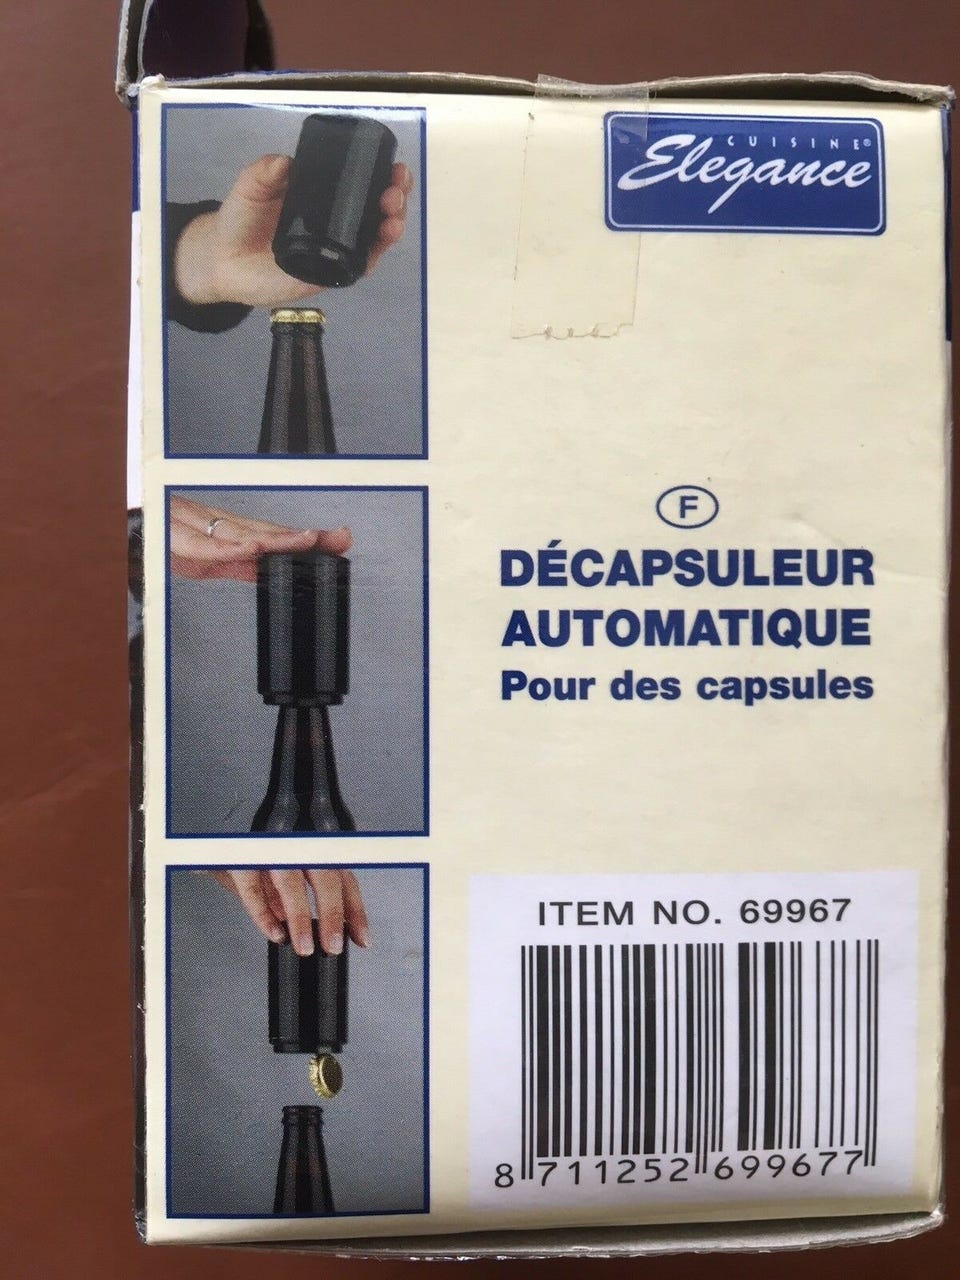 CUISINE®
Elegance
F
DÉCAPSULEUR
AUTOMATIQUE
Pour des capsules
ITEM NO. 69967
8 711252 699677